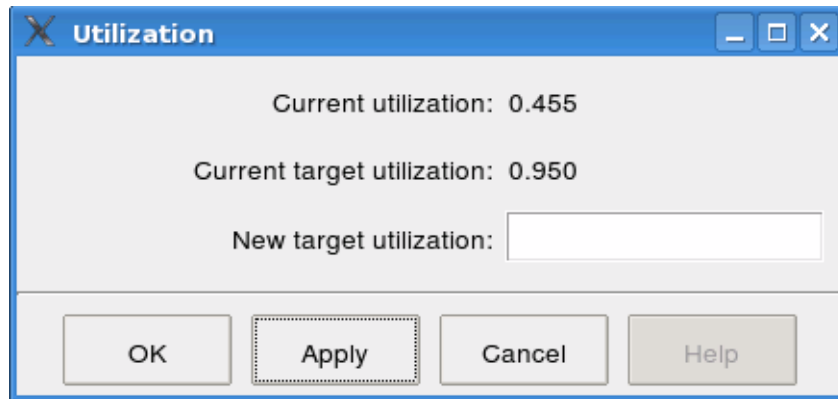 Utilization
Current utilization: 0.455
Current target utilization: 0.950
New target utilization:
OK Apply Cancel Help